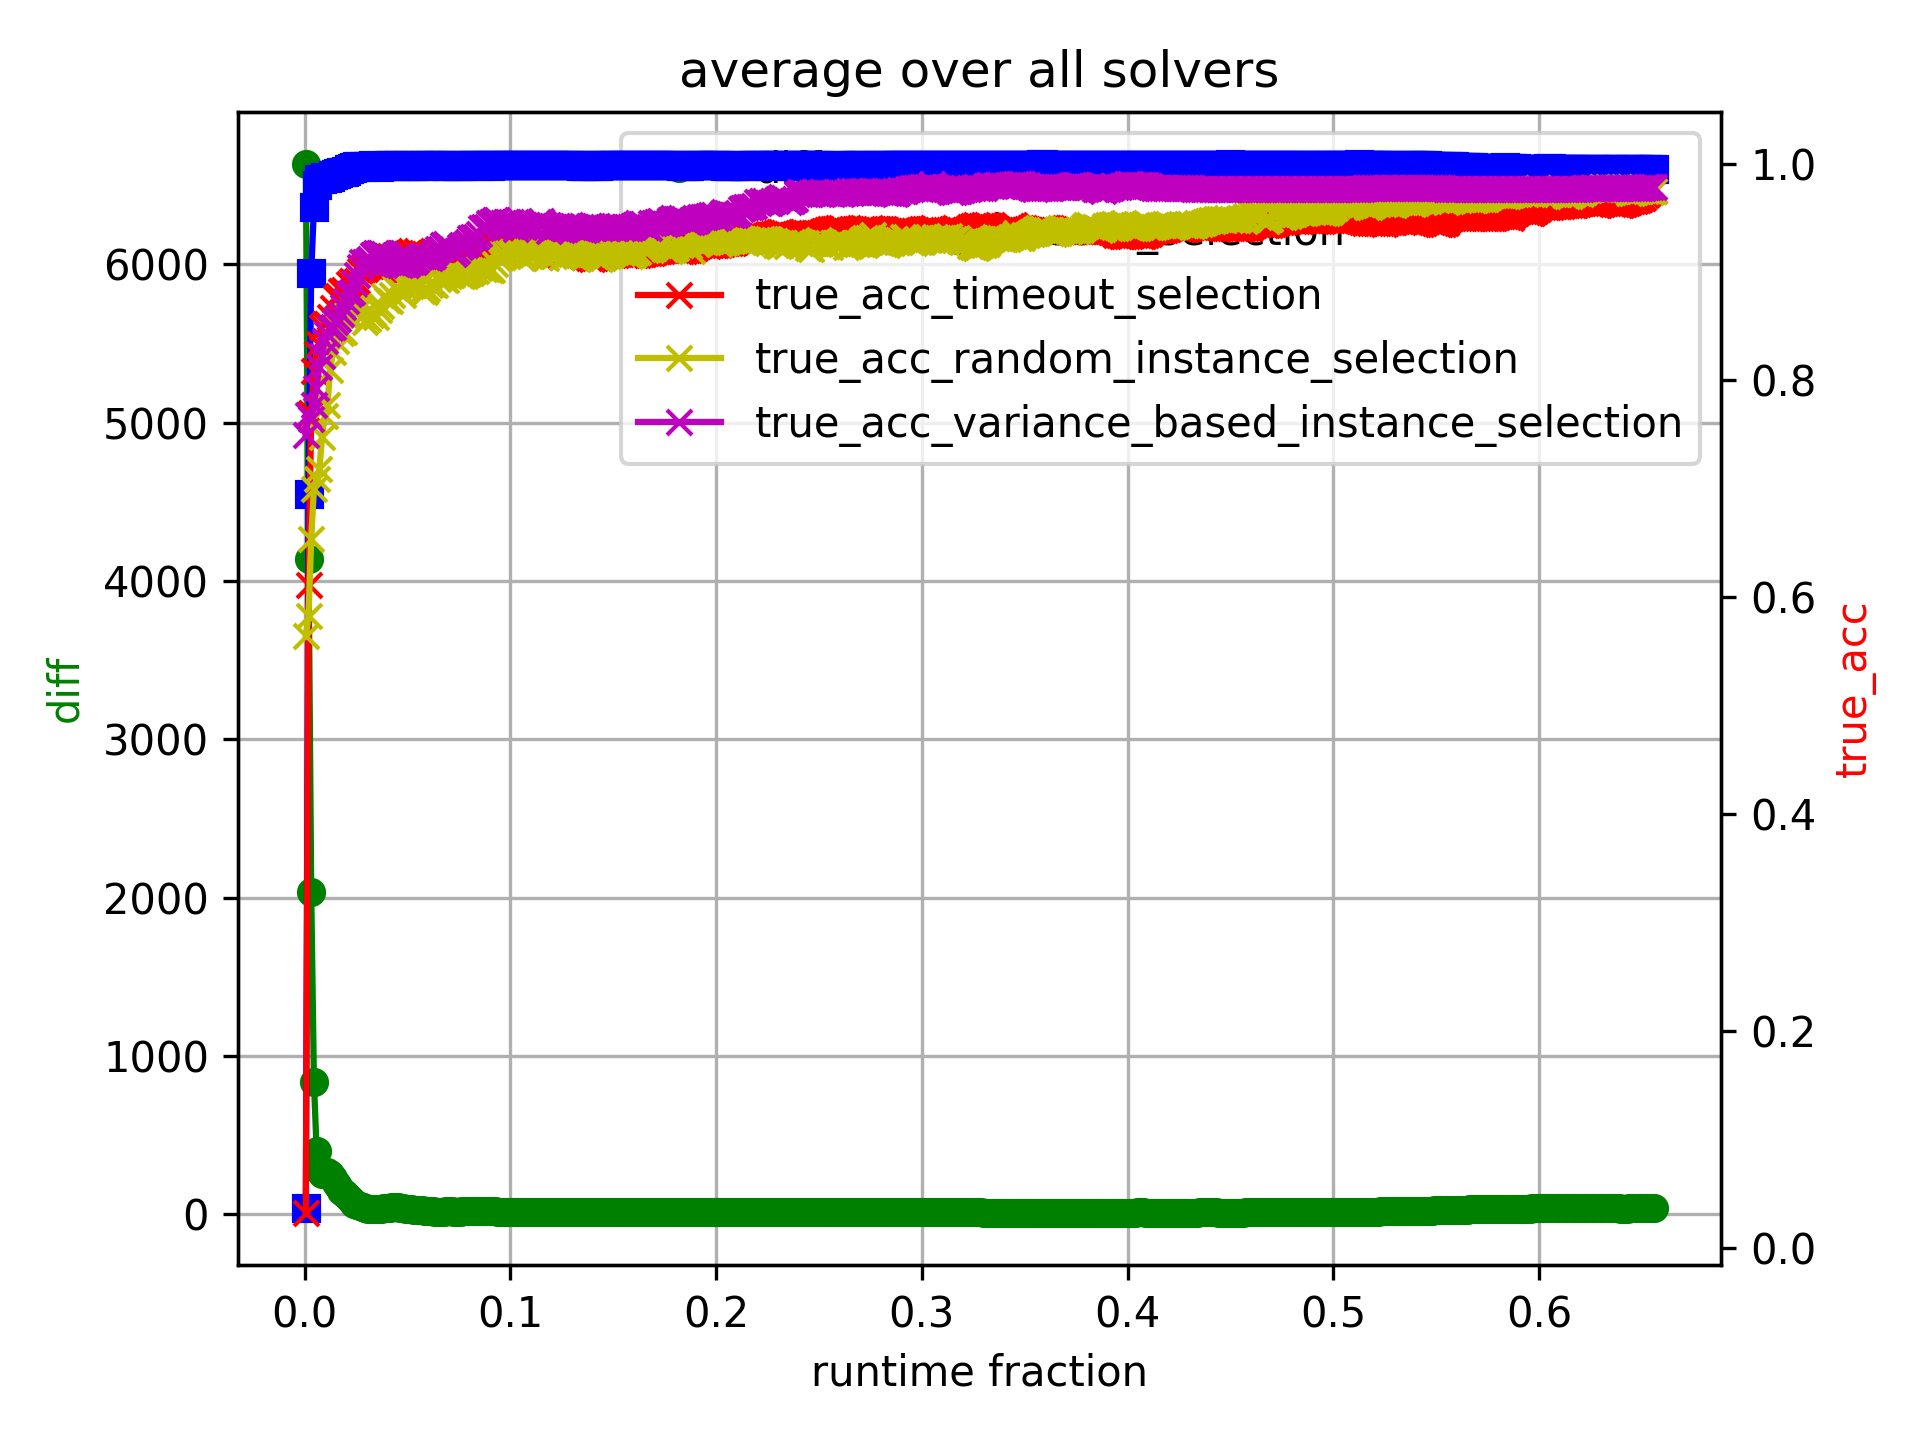 average over all solvers
6000
5000
4000
3000
2000
1000
0
diff
1.0
0.8
0.6
0.4
0.2
0.0
true_acc
true_acc_timeout_selection
true_acc_random_instance_selection
true_acc_variance_based_instance_selection
0.0 0.1 0.2 0.3 0.4 0.5 0.6
runtime fraction